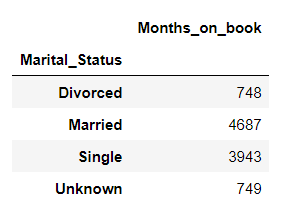 Months_on_book
Marital_Status
Divorced 748
Married 4687
Single 3943
Unknown 749